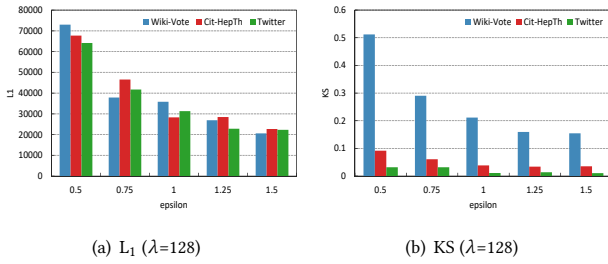 80000
70000
60000
50000
40000
30000
20000
10000
0
L1
Wiki-Vote Cit-HepTh Twitter
0.5 0.75 1 1.25 1.5
epsilon
(a) L₁ (λ=128)
0.6
0.5
0.4
0.3
0.2
0.1
0
KS
Wiki-Vote Cit-HepTh Twitter
0.5 0.75 1 1.25 1.5
epsilon
(b) KS (λ=128)